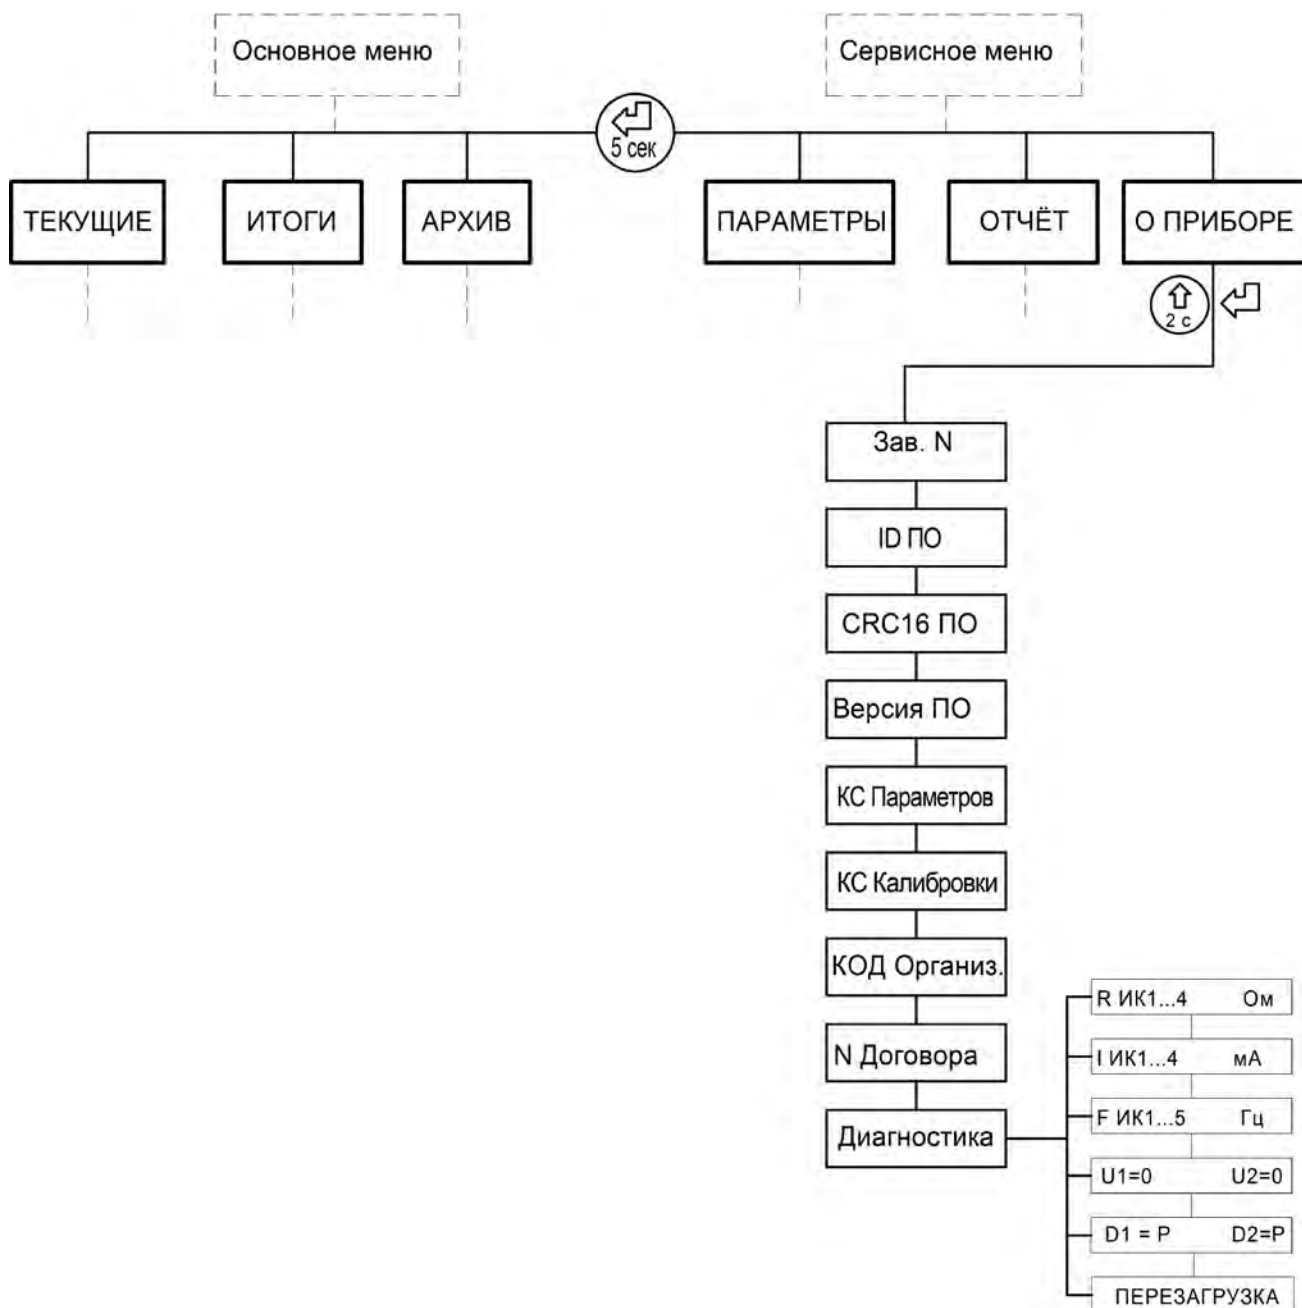 Основное меню
Сервисное меню
5 сек
ТЕКУЩИЕ
ИТОГИ
АРХИВ
ПАРАМЕТРЫ
ОТЧЁТ
О ПРИБОРЕ
2 с
Зав. N
ID ПО
CRC16 ПО
Версия ПО
КС Параметров
КС Калибровки
КОД Организ.
N Договора
Диагностика
R ИК1...4 Ом
I ИК1...4 мА
F ИК1...5 Гц
U1=0 U2=0
D1 = P D2=P
ПЕРЕЗАГРУЗКА